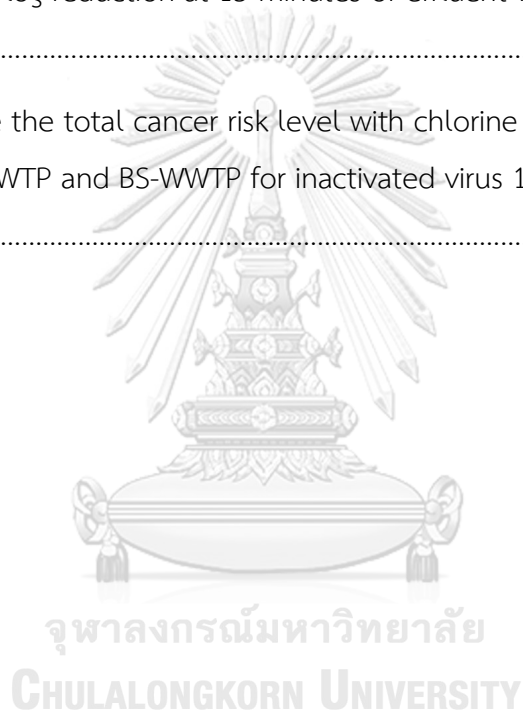 reduction at 15 minutes of effluent
....................................................................................
the total cancer risk level with chlorine
WTP and BS-WWTP for inactivated virus 1
....................................................................................
จุฬาลงกรณ์มหาวิทยาลัย
CHULALONGKORN UNIVERSITY